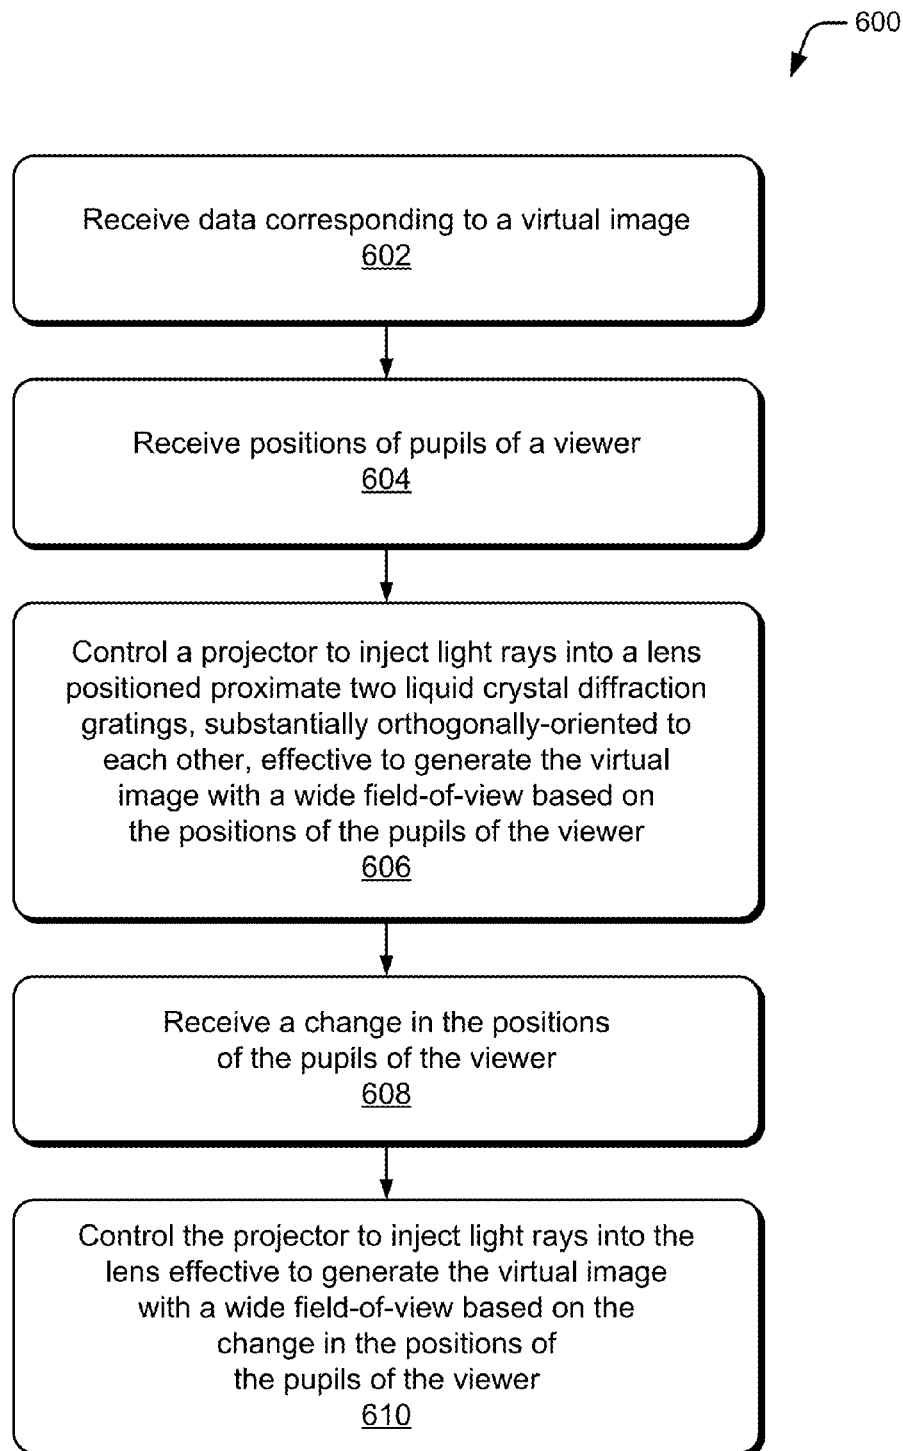 600
Receive data corresponding to a virtual image
602
Receive positions of pupils of a viewer
604
Control a projector to inject light rays into a lens
positioned proximate two liquid crystal diffraction
gratings, substantially orthogonally-oriented to
each other, effective to generate the virtual
image with a wide field-of-view based on
the positions of the pupils of the viewer
606
Receive a change in the positions
of the pupils of the viewer
608
Control the projector to inject light rays into the
lens effective to generate the virtual image
with a wide field-of-view based on the
change in the positions of
the pupils of the viewer
610